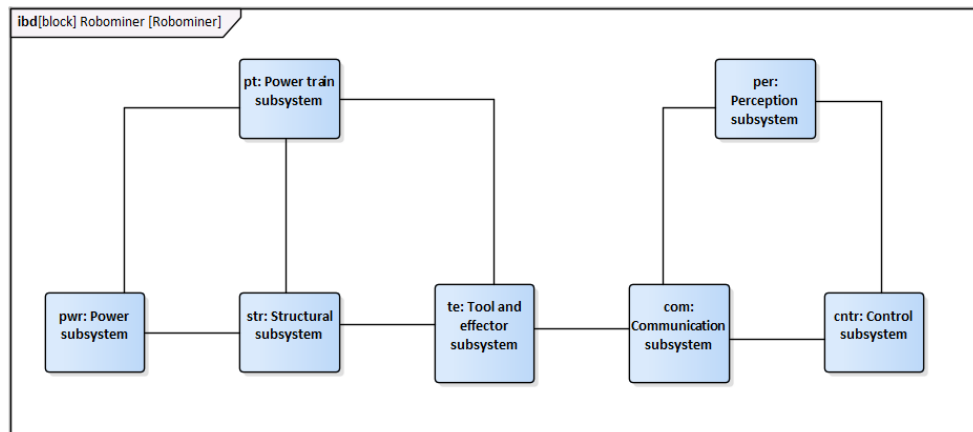 ibd[block] Robominer [Robominer]
pt: Power train
subsystem
per:
Perception
subsystem
pwr: Power
subsystem
str: Structural
subsystem
te: Tool and
effector
subsystem
com:
Communication
subsystem
cntr: Control
subsystem